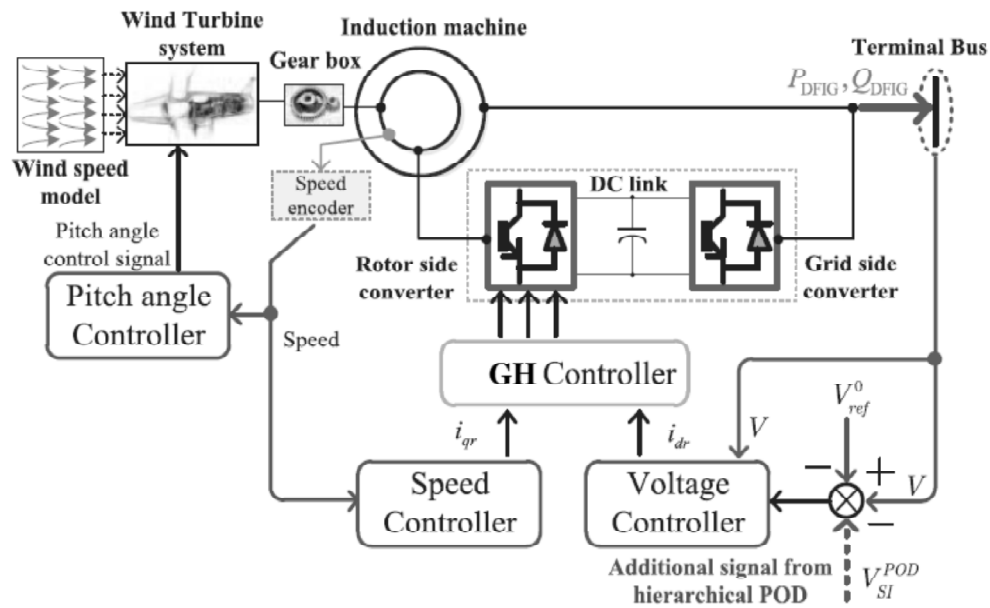 Wind Turbine
system
Gear box
Induction machine
Terminal Bus
P_DFIG, Q_DFIG
Wind speed
model
Speed
encoder
DC link
Pitch angle
control signal
Rotor side
converter
Grid side
converter
Pitch angle
Controller
Speed
GH Controller
V^0_ref
i_qr
i_dr
V
Speed
Controller
Voltage
Controller
−
+
V
−
Additional signal from
hierarchical POD
V^POD_SI